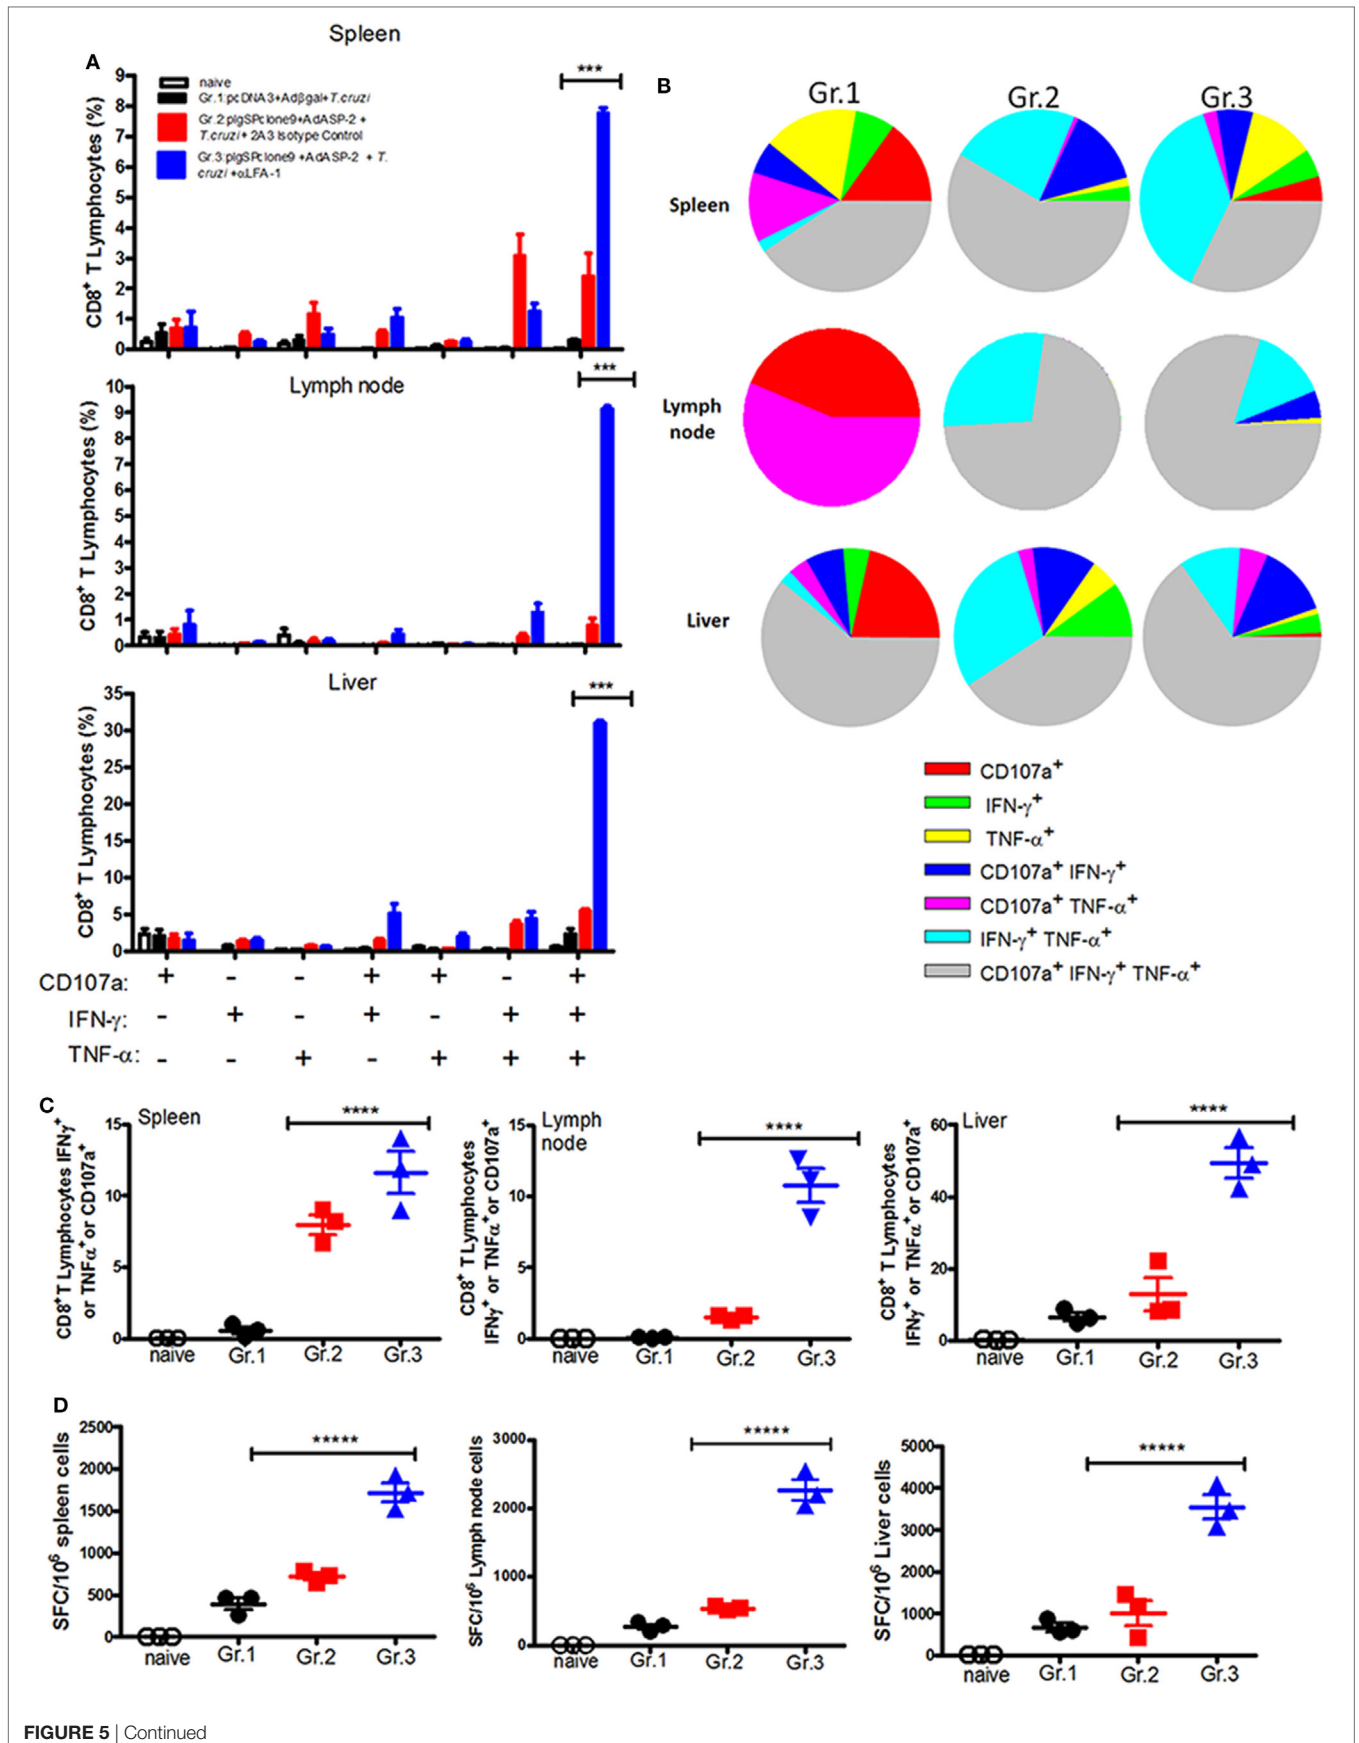 A
Spleen
CD8+ T Lymphocytes (%)
9
8
7
6
5
4
3
2
1
0
naive
Gr.1:pcDNA3+Adβgal+T.cruzi
Gr.2:pIgSPclone9+AdASP-2 +
T.cruzi+ 2A3 Isotype Control
Gr.3:pIgSPclone9 +AdASP-2 + T.
cruzi +αLFA-1
***
Lymph node
CD8+ T Lymphocytes (%)
10
9
8
7
6
5
4
3
2
1
0
***
Liver
CD8+ T Lymphocytes (%)
35
30
25
20
15
10
5
0
***
CD107a: + - - + + - +
IFN-γ: - + - + - + +
TNF-α: - - + - + + +
B
Gr.1 Gr.2 Gr.3
Spleen
Lymph
node
Liver
CD107a+
IFN-γ+
TNF-α+
CD107a+ IFN-γ+
CD107a+ TNF-α+
IFN-γ+ TNF-α+
CD107a+ IFN-γ+ TNF-α+
C
Spleen
CD8+T Lymphocytes IFNγ+
or TNFα+or CD107a+
15
10
5
0
****
naive Gr.1 Gr.2 Gr.3
Lymph
node
CD8+ T Lymphocytes
IFNγ+ or TNFα+or CD107a+
15
10
5
0
****
naive Gr.1 Gr.2 Gr.3
Liver
CD8+ T Lymphocytes
IFNγ+ or TNFα+or CD107a+
60
40
20
0
****
naive Gr.1 Gr.2 Gr.3
D
SFC/106 spleen cells
2500
2000
1500
1000
500
0
*****
naive Gr.1 Gr.2 Gr.3
SFC/106 Lymph node cells
3000
2000
1000
0
*****
naive Gr.1 Gr.2 Gr.3
SFC/106 Liver cells
5000
4000
3000
2000
1000
0
*****
naive Gr.1 Gr.2 Gr.3
FIGURE 5 | Continued